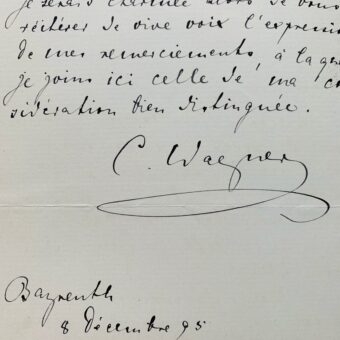 je serais charmée alors de vous
réitérer de vive voix l'expression
de mes remerciements, à la
je joins ici celle de ma
sidération bien distinguée.
C. Wagner
Bayreuth
8 décembre 95